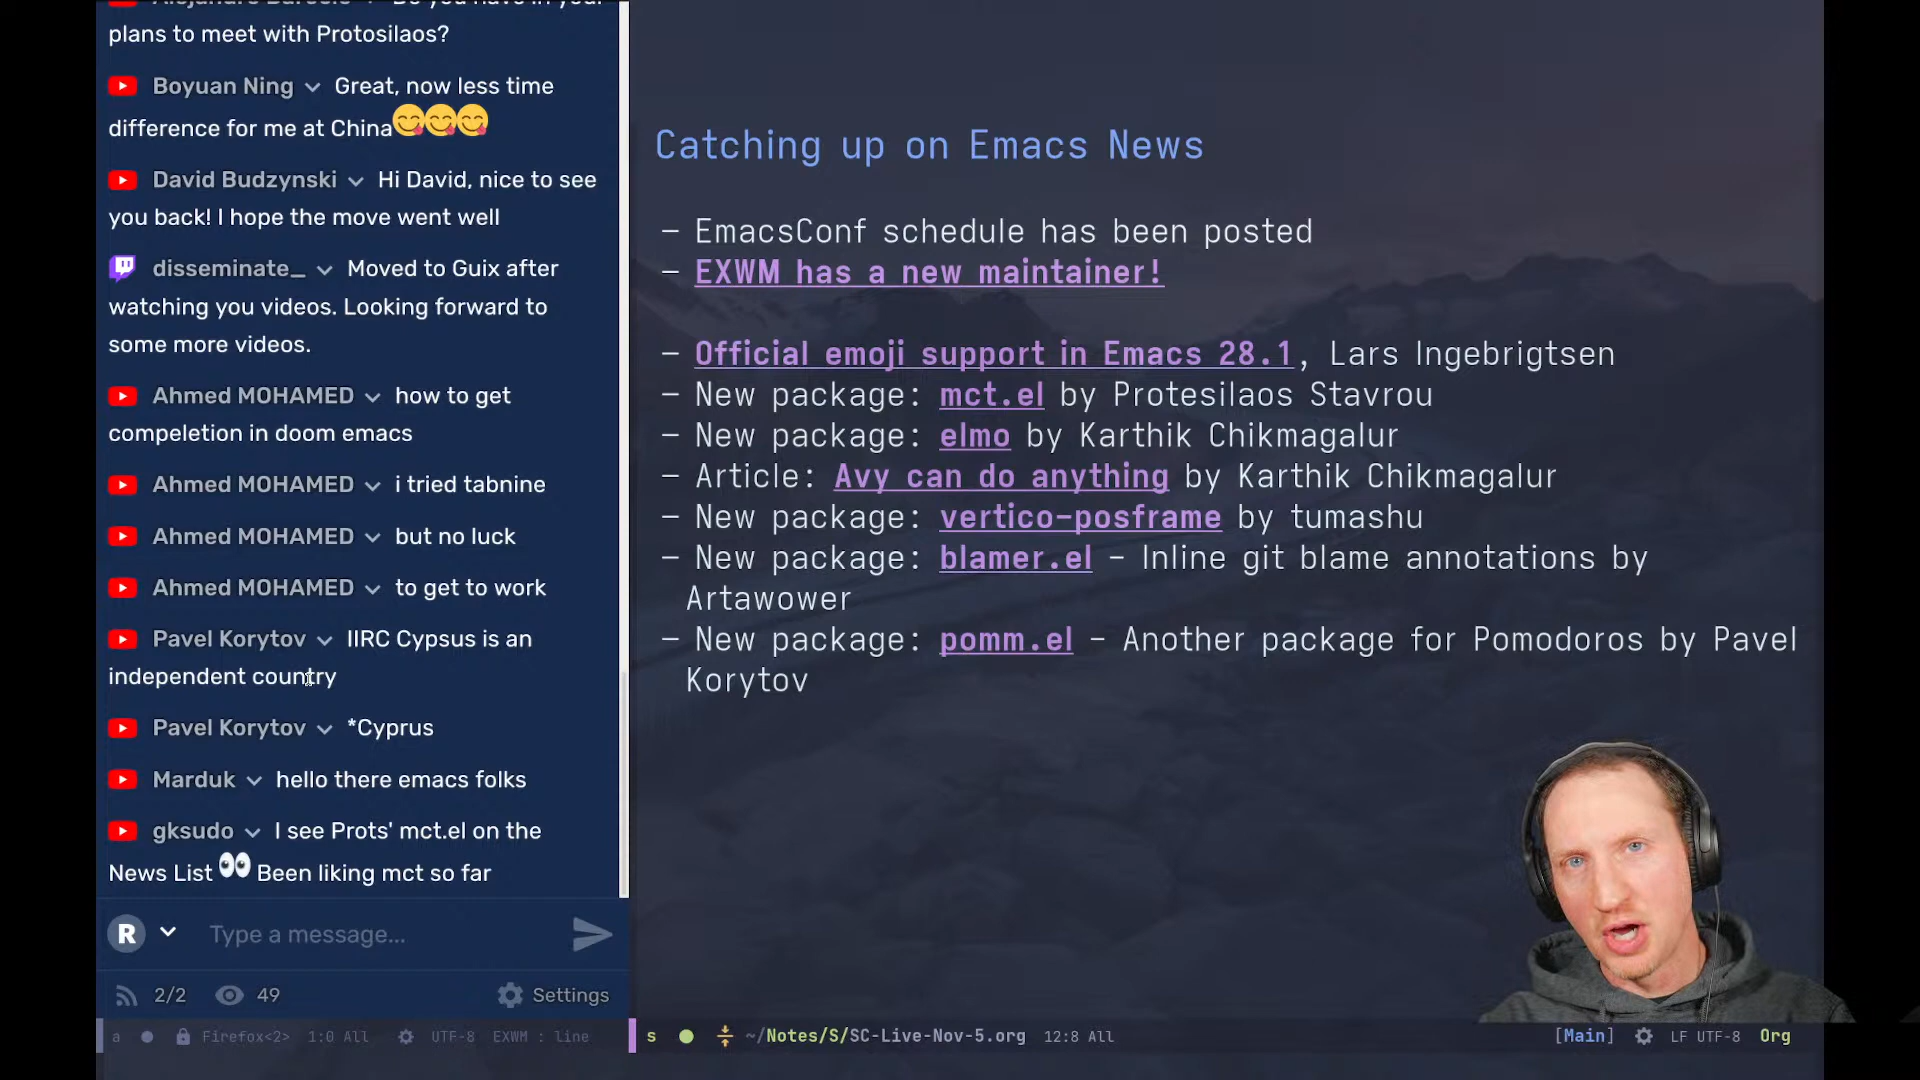 plans to meet with Protosilaos?
Boyuan Ning Great, now less time
difference for me at China😋😋😋
David Budzynski Hi David, nice to see
you back! I hope the move went well
disseminate_ Moved to Guix after
watching you videos. Looking forward to
some more videos.
Ahmed MOHAMED how to get
compeletion in doom emacs
Ahmed MOHAMED i tried tabnine
Ahmed MOHAMED but no luck
Ahmed MOHAMED to get to work
Pavel Korytov IIRC Cypsus is an
independent country
Pavel Korytov *Cyprus
Marduk hello there emacs folks
gksudo I see Prots' mct.el on the
News List 👀 Been liking mct so far
R Type a message...
2/2 49 Settings
a Firefox<2> 1:0 All UTF-8 EXWM : line
Catching up on Emacs News
- EmacsConf schedule has been posted
- EXWM has a new maintainer!
- Official emoji support in Emacs 28.1, Lars Ingebrigtsen
- New package: mct.el by Protesilaos Stavrou
- New package: elmo by Karthik Chikmagalur
- Article: Avy can do anything by Karthik Chikmagalur
- New package: vertico-posframe by tumashu
- New package: blamer.el - Inline git blame annotations by
Artawower
- New package: pomm.el - Another package for Pomodoros by Pavel
Korytov
s ~/Notes/S/SC-Live-Nov-5.org 12:8 All [Main] LF UTF-8 Org